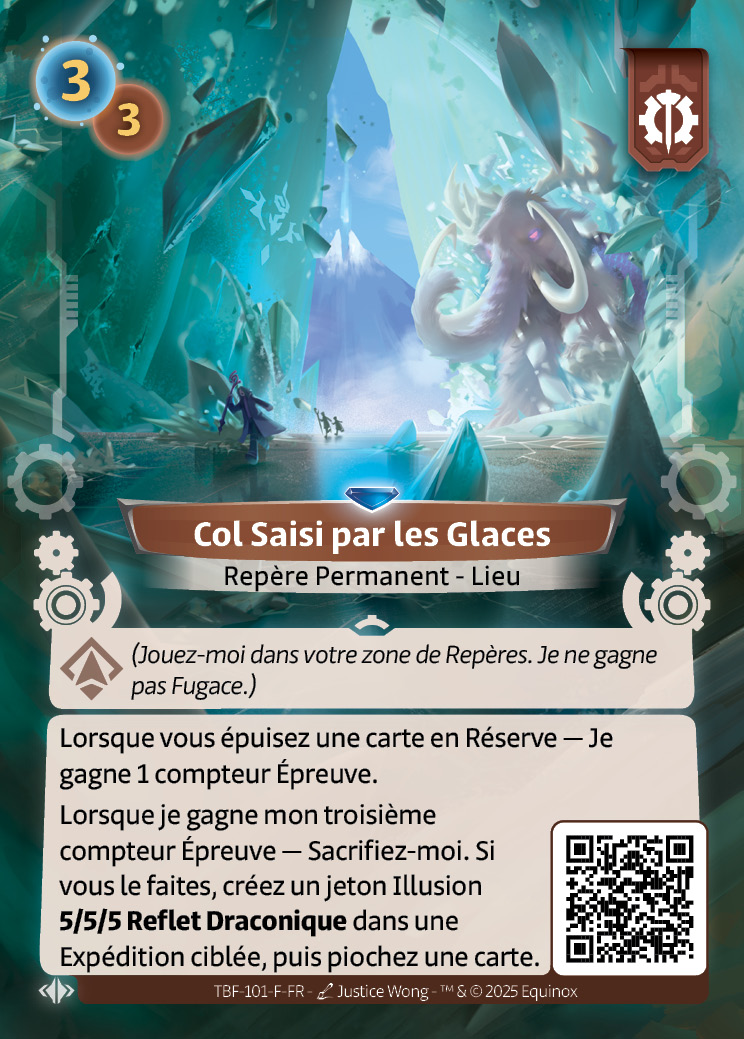 3
3
Col Saisi par les Glaces
Repère Permanent - Lieu
(Jouez-moi dans votre zone de Repères. Je ne gagne
pas Fugace.)
Lorsque vous épuisez une carte en Réserve — Je
gagne 1 compteur Épreuve.
Lorsque je gagne mon troisième
compteur Épreuve — Sacrifiez-moi. Si
vous le faites, créez un jeton Illusion
5/5/5 Reflet Draconique dans une
Expédition ciblée, puis piochez une carte.
TBF-101-F-FR - Justice Wong - ™ & © 2025 Equinox